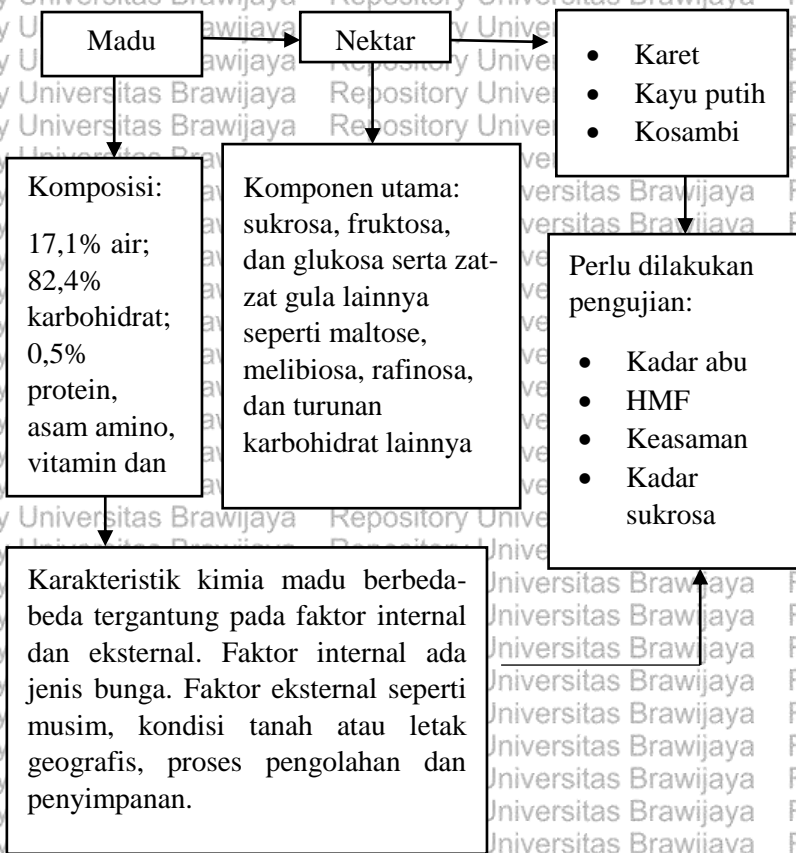 Madu
Nektar
• Karet
• Kayu putih
• Kosambi
Komposisi:
17,1% air;
82,4%
karbohidrat;
0,5%
protein,
asam amino,
vitamin dan
Komponen utama:
sukrosa, fruktosa,
dan glukosa serta zat-
zat gula lainnya
seperti maltose,
melibiosa, rafinosa,
dan turunan
karbohidrat lainnya
Perlu dilakukan
pengujian:
• Kadar abu
• HMF
• Keasaman
• Kadar
sukrosa
Karakteristik kimia madu berbeda-
beda tergantung pada faktor internal
dan eksternal. Faktor internal ada
jenis bunga. Faktor eksternal seperti
musim, kondisi tanah atau letak
geografis, proses pengolahan dan
penyimpanan.
Repository Universitas Brawijaya